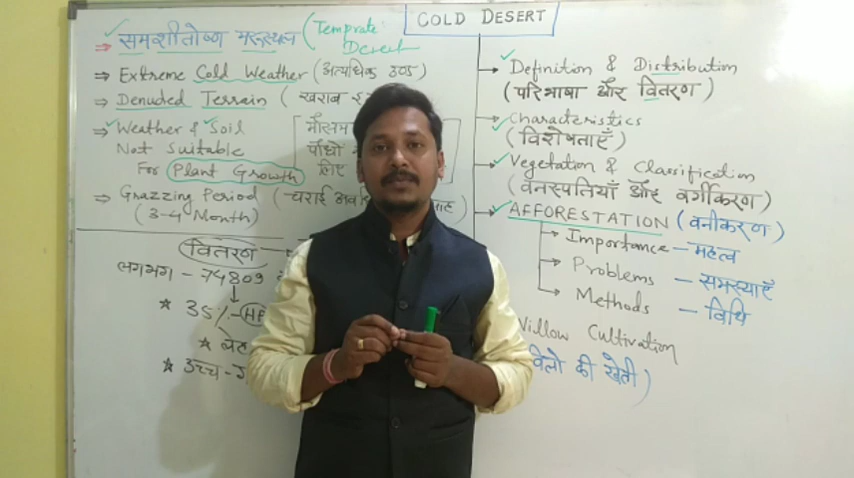 COLD DESERT
समशीतोष्ण मरुस्थल (Temprate
Desert
⇒ Extreme Cold Weather (अत्यधिक ठण्ड)
⇒ Denuded Terrain (खराब
⇒ Weather & Soil
Not Suitable
For Plant Growth
मौसम
पौधों
लिए
⇒ Grazzing Period (चराई
(3-4 Month)
वितरण
लगभग - 74809
★ 35% -
★
★ उच्च -
Definition & Distribution
(परिभाषा और वितरण)
Characteristics
(विशेषताएँ)
Vegetation & Classification
(वनस्पतियाँ और वर्गीकरण)
AFFORESTATION (वनीकरण)
Importance - महत्व
Problems - समस्याएँ
Methods - विधि
Cultivation
की खेती)